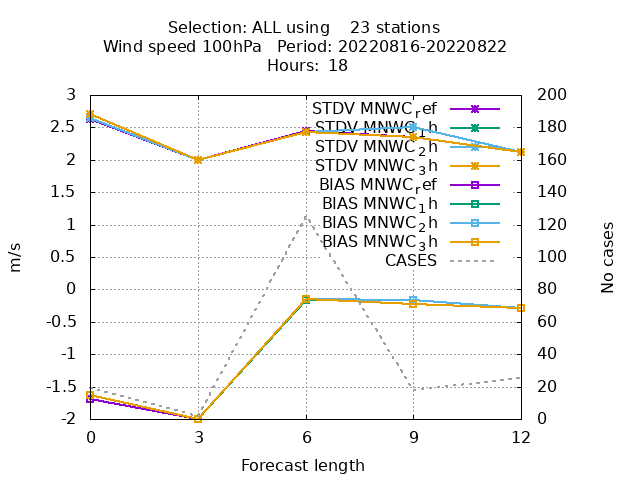 Selection: ALL using    23 stations
Wind speed 100hPa   Period: 20220816-20220822
Hours:  18
3
2.5
2
1.5
1
0.5
0
-0.5
-1
-1.5
-2
m/s
STDV MNWC_ref
STDV MNWC_1h
STDV MNWC_2h
STDV MNWC_3h
BIAS MNWC_ref
BIAS MNWC_1h
BIAS MNWC_2h
BIAS MNWC_3h
CASES
200
180
160
140
120
100
80
60
40
20
0
No cases
0 3 6 9 12
Forecast length